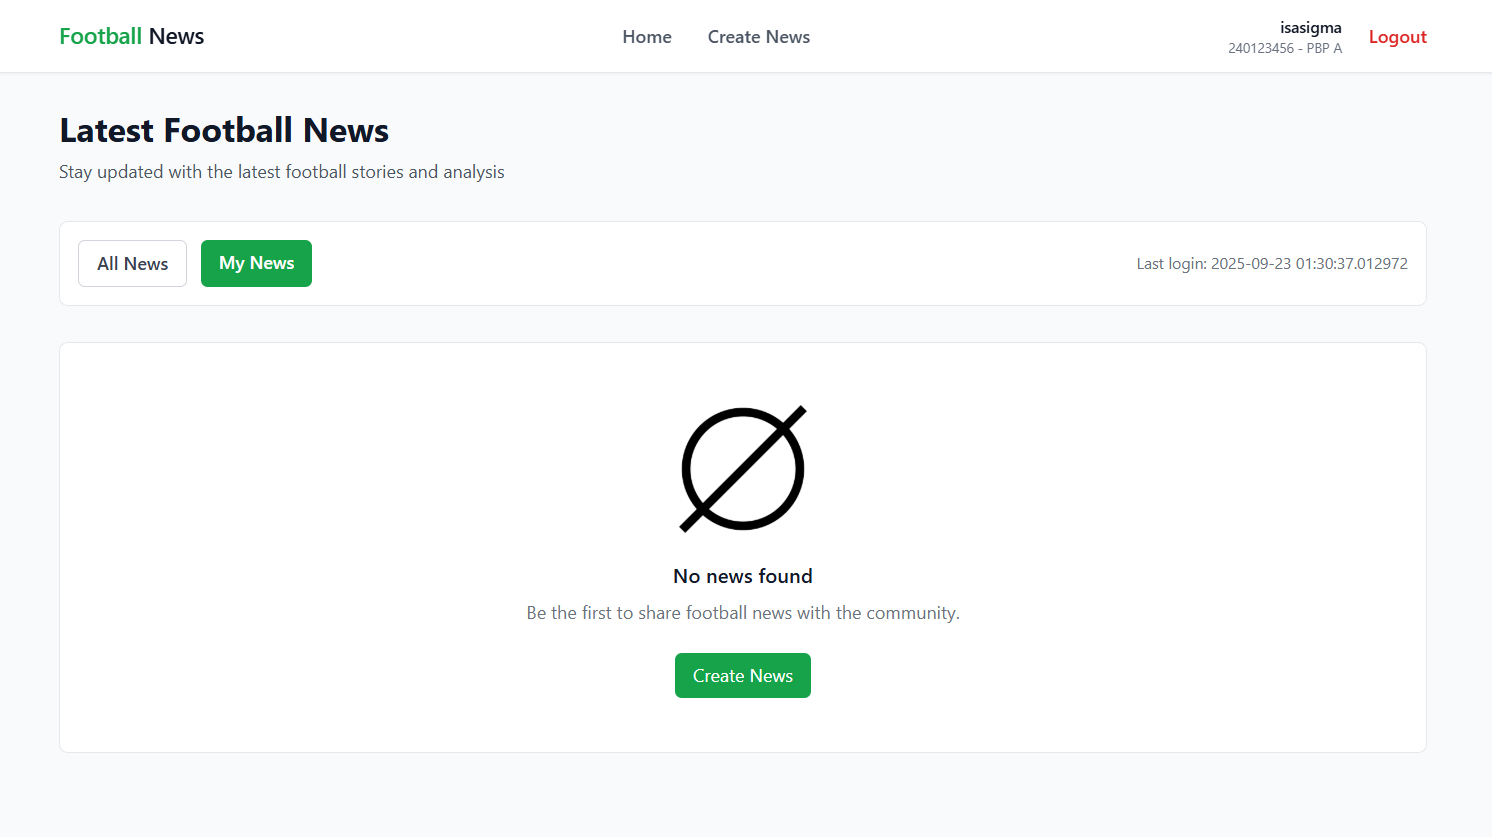 Football News
Home
Create News
isasigma
240123456 - PBP A
Logout
Latest Football News
Stay updated with the latest football stories and analysis
All News
My News
Last login: 2025-09-23 01:30:37.012972
No news found
Be the first to share football news with the community.
Create News